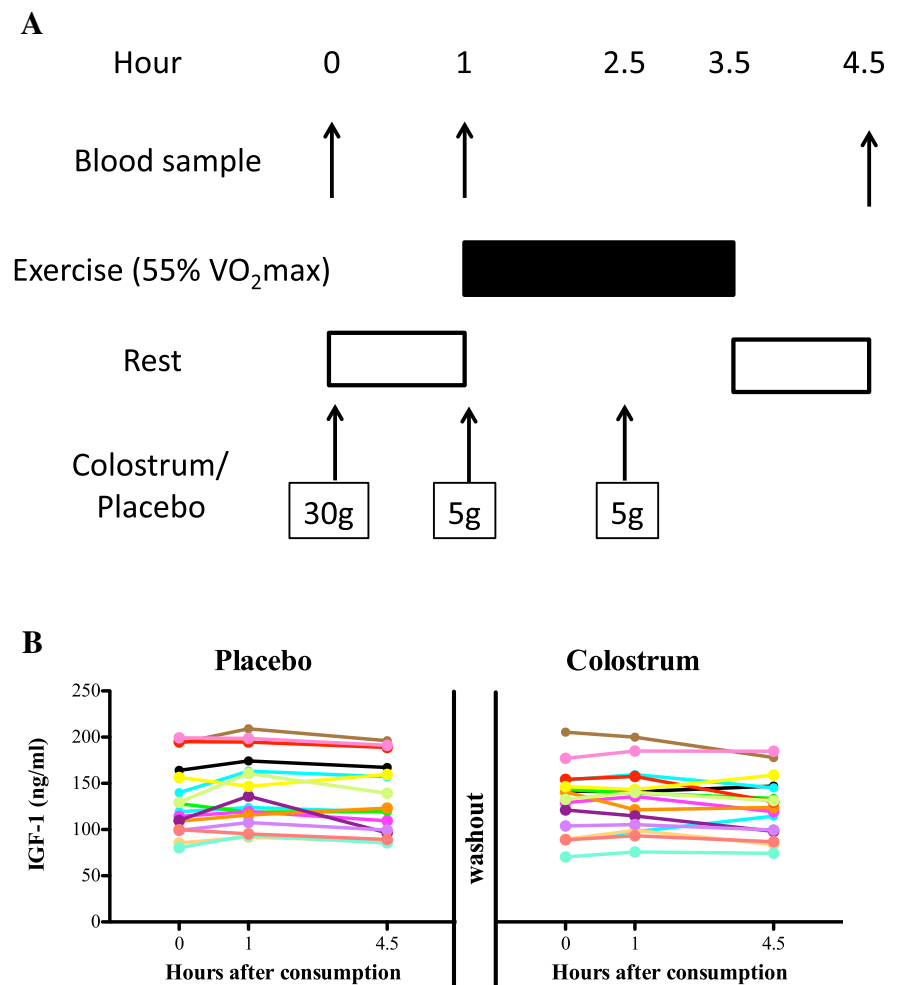 A
Hour 0 1 2.5 3.5 4.5
Blood sample
Exercise (55% VO₂max)
Rest
Colostrum/
Placebo
30g 5g 5g
B
Placebo Colostrum
IGF-1 (ng/ml)
250
200
150
100
50
0
washout
0 1 4.5 0 1 4.5
Hours after consumption Hours after consumption